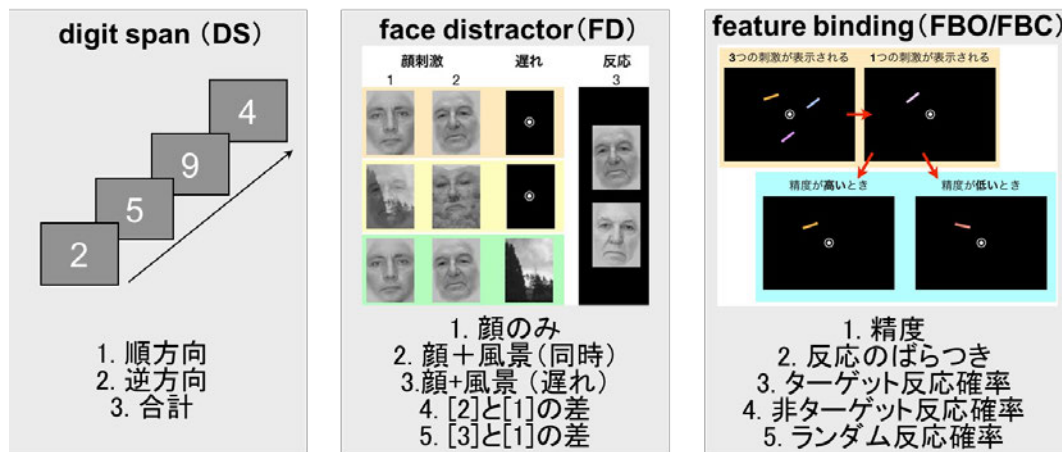 digit span （DS）
4
9
5
2
1. 順方向
2. 逆方向
3. 合計
face distractor（FD）
顔刺激 遅れ 反応
1 2 3
1. 顔のみ
2. 顔＋風景（同時）
3.顔+風景 （遅れ）
4. [2]と[1]の差
5. [3]と[1]の差
feature binding（FBO/FBC）
3つの刺激が表示される 1つの刺激が表示される
精度が高いとき 精度が低いとき
1. 精度
2. 反応のばらつき
3. ターゲット反応確率
4. 非ターゲット反応確率
5. ランダム反応確率